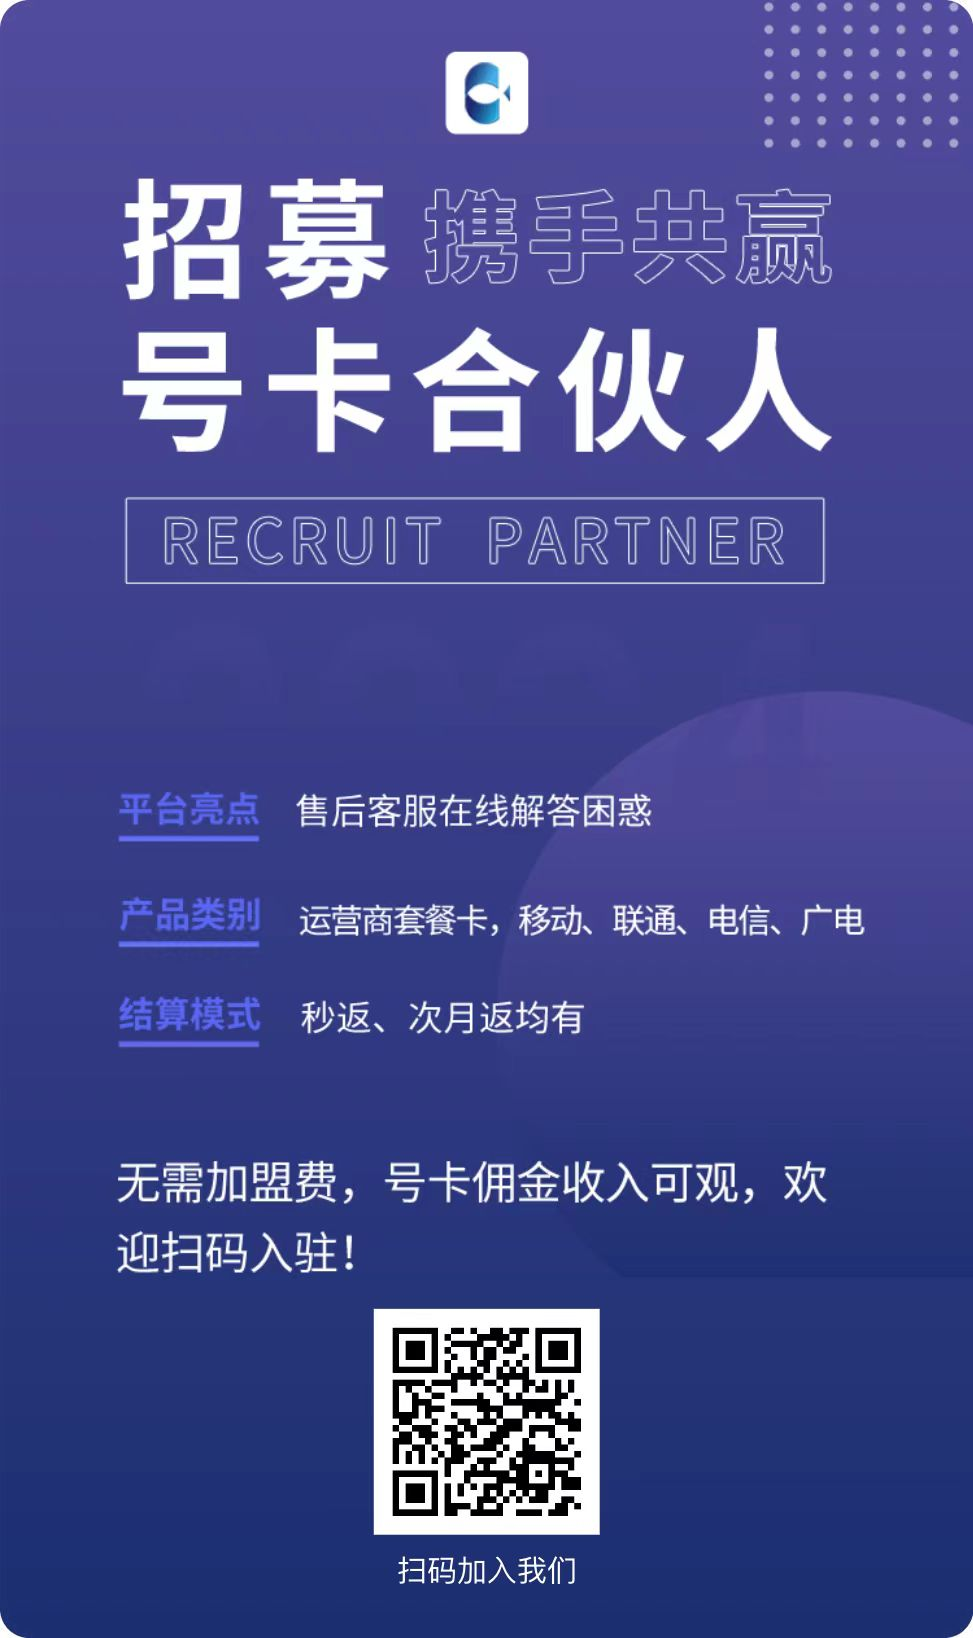 招募 携手共赢
号卡合伙人
RECRUIT PARTNER
2024
平台亮点 售后客服在线解答困惑
产品类别 运营商套餐卡，移动、联通、电信、广电
结算模式 秒返、次月返均有
无需加盟费，号卡佣金收入可观，欢
迎扫码入驻！
扫码加入我们